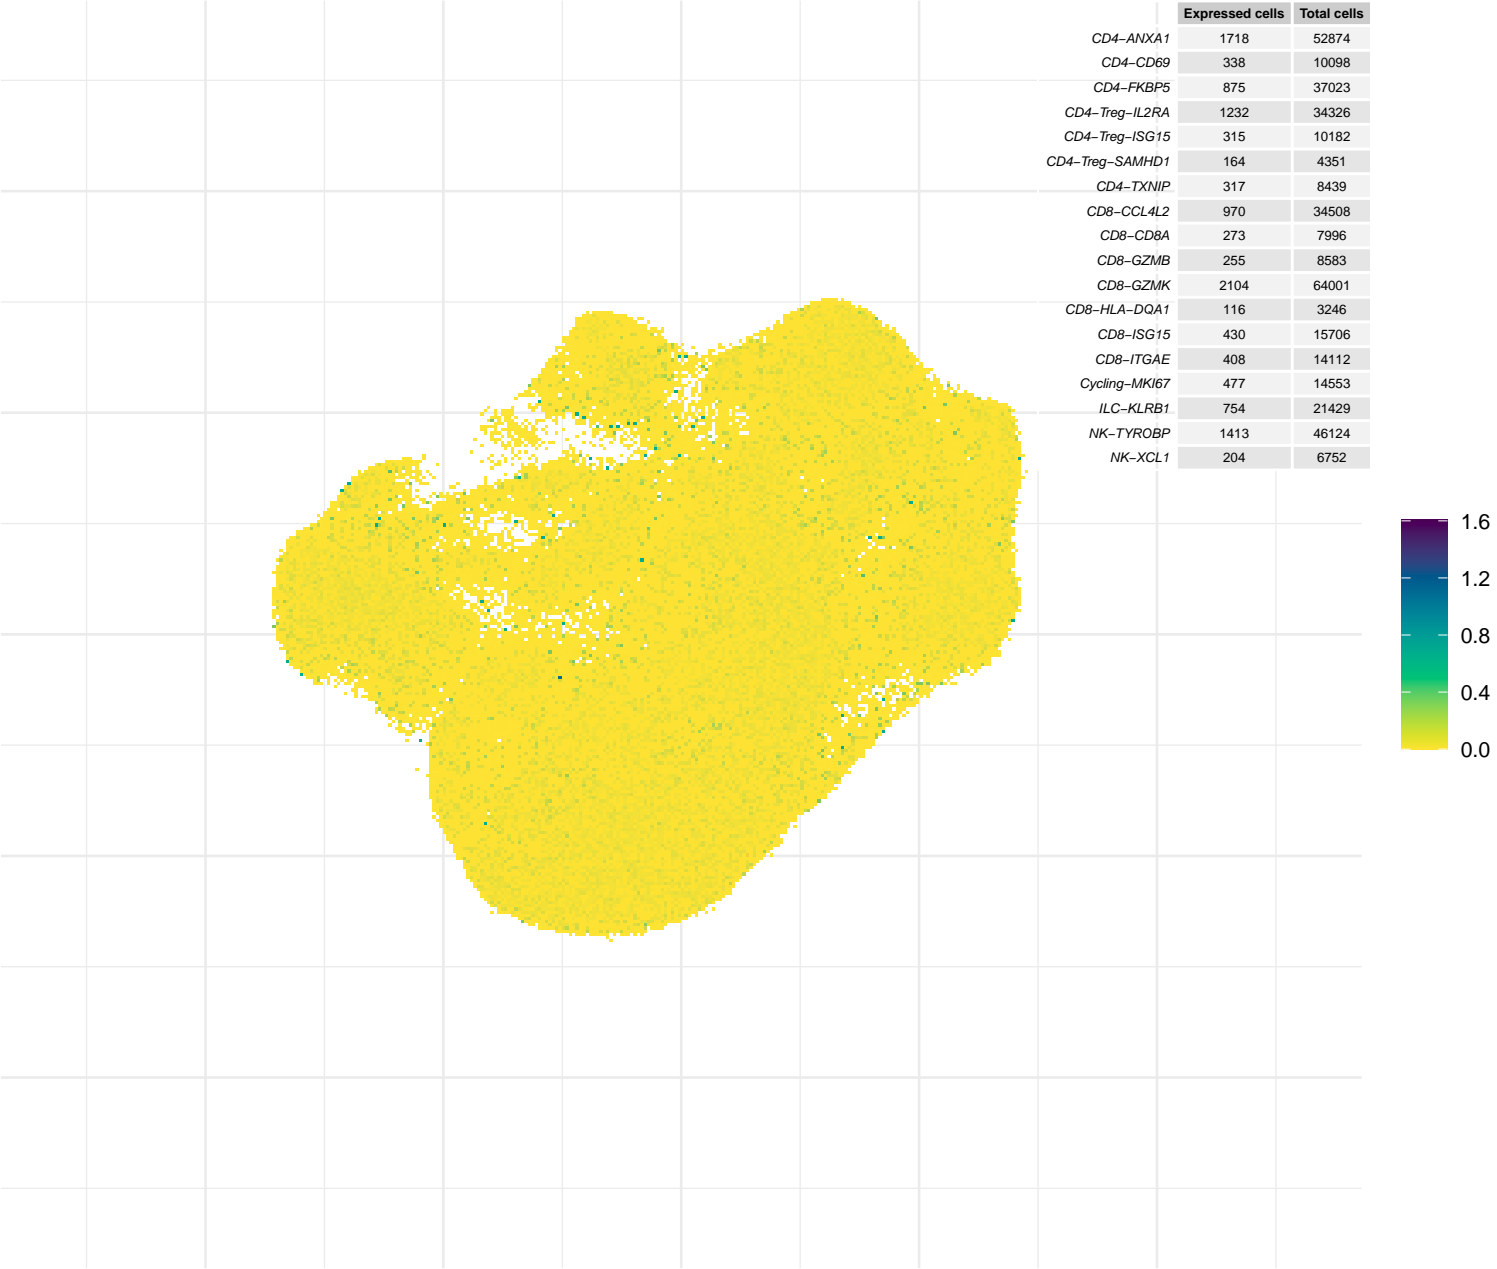 Expressed cells Total cells
CD4−ANXA1 1718 52874
CD4−CD69 338 10098
CD4−FKBP5 875 37023
CD4−Treg−IL2RA 1232 34326
CD4−Treg−ISG15 315 10182
CD4−Treg−SAMHD1 164 4351
CD4−TXNIP 317 8439
CD8−CCL4L2 970 34508
CD8−CD8A 273 7996
CD8−GZMB 255 8583
CD8−GZMK 2104 64001
CD8−HLA−DQA1 116 3246
CD8−ISG15 430 15706
CD8−ITGAE 408 14112
Cycling−MKI67 477 14553
ILC−KLRB1 754 21429
NK−TYROBP 1413 46124
NK−XCL1 204 6752
1.6
1.2
0.8
0.4
0.0